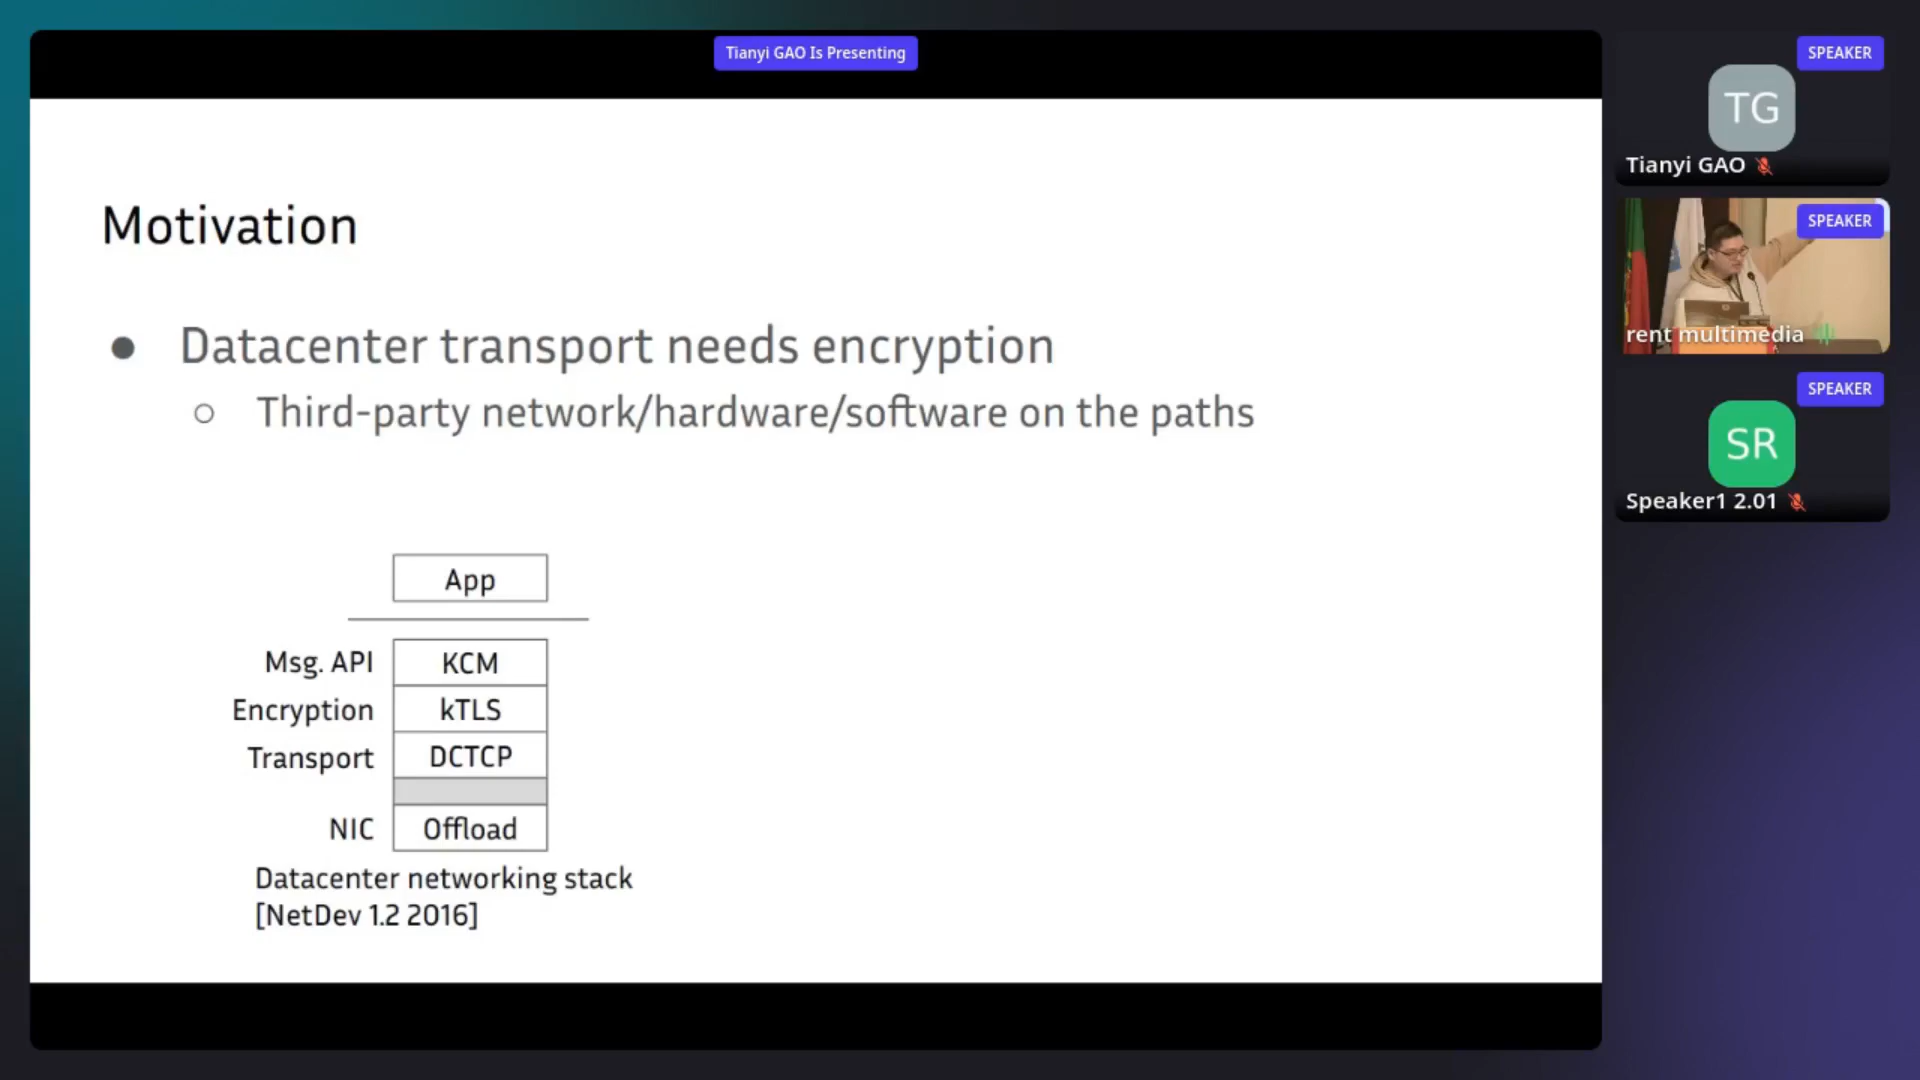 Tianyi GAO Is Presenting
Motivation
● Datacenter transport needs encryption
○ Third-party network/hardware/software on the paths
App
Msg. API KCM
Encryption kTLS
Transport DCTCP
NIC Offload
Datacenter networking stack
[NetDev 1.2 2016]
SPEAKER
TG
Tianyi GAO
SPEAKER
rent multimedia
SPEAKER
SR
Speaker1 2.01